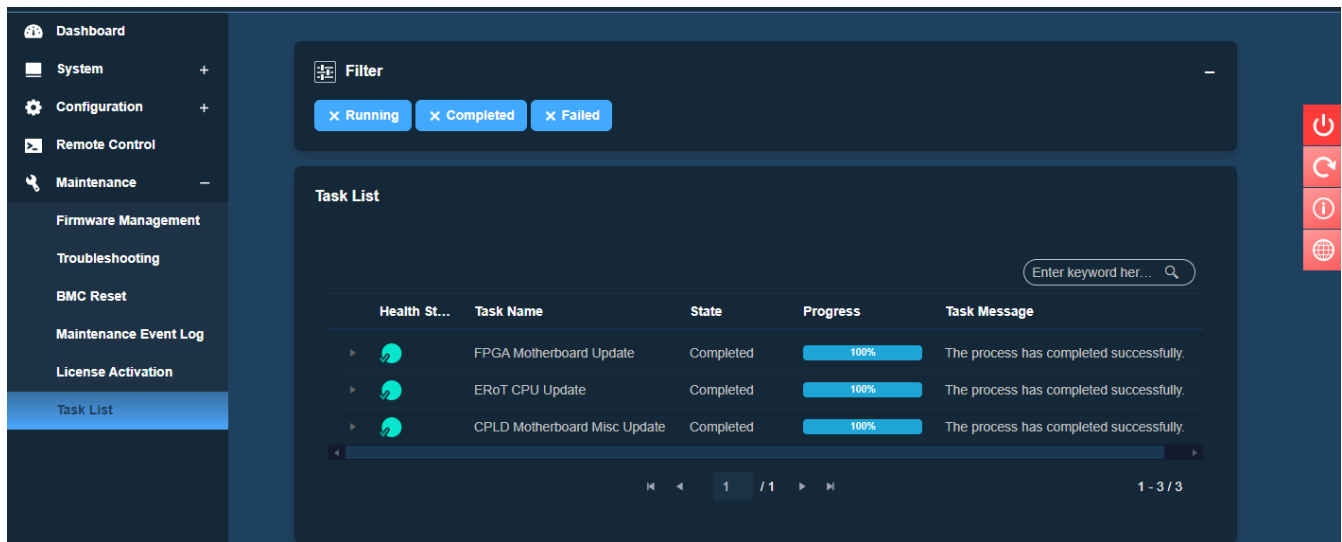 Dashboard
System +
Configuration +
Remote Control
Maintenance –
Firmware Management
Troubleshooting
BMC Reset
Maintenance Event Log
License Activation
Task List
Filter –
× Running × Completed × Failed
Task List
Enter keyword her...
Health St... Task Name State Progress Task Message
FPGA Motherboard Update Completed 100% The process has completed successfully.
ERoT CPU Update Completed 100% The process has completed successfully.
CPLD Motherboard Misc Update Completed 100% The process has completed successfully.
1 / 1 1 - 3 / 3